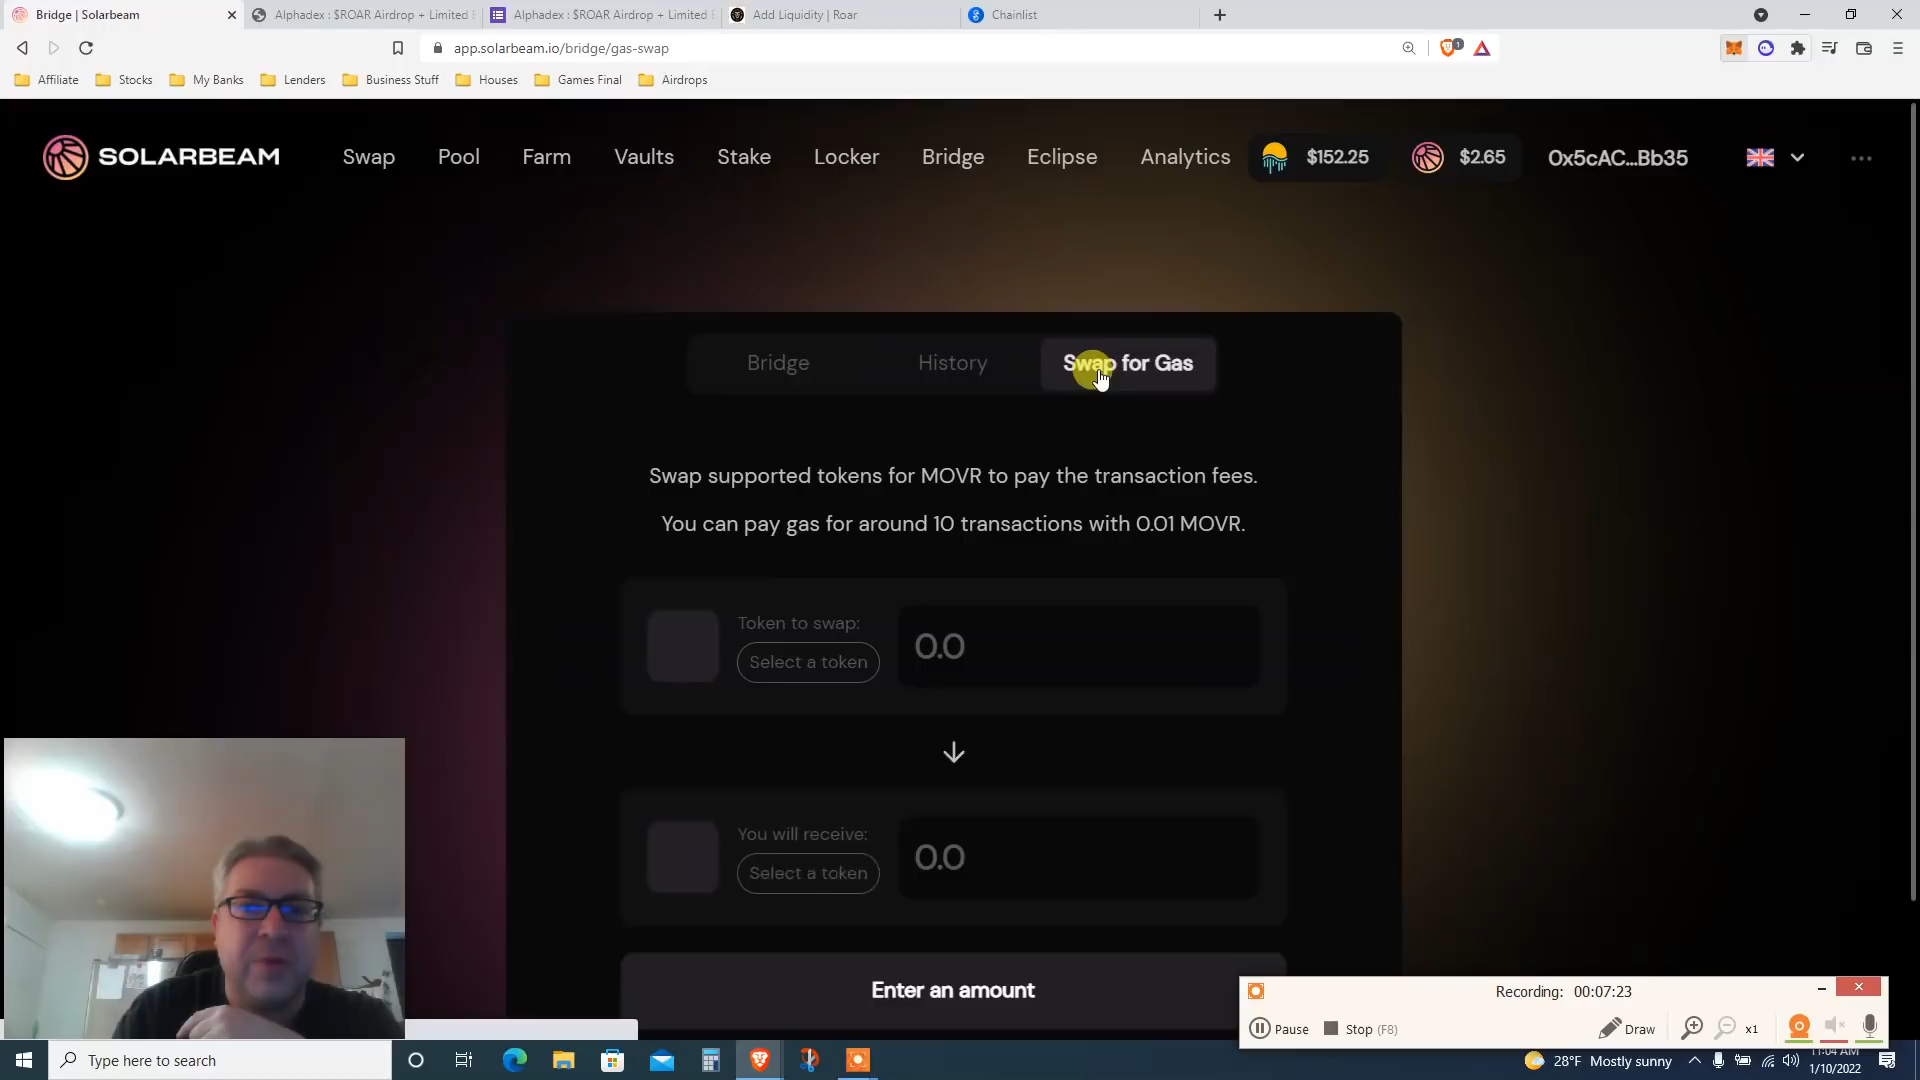 Bridge | Solarbeam
Alphadex : $ROAR Airdrop + Limited
Alphadex : $ROAR Airdrop + Limited
Add Liquidity | Roar
Chainlist
app.solarbeam.io/bridge/gas-swap
1
Affiliate
Stocks
My Banks
Lenders
Business Stuff
Houses
Games Final
Airdrops
SOLARBEAM
Swap
Pool
Farm
Vaults
Stake
Locker
Bridge
Eclipse
Analytics
$152.25
$2.65
0x5cAC...Bb35
Bridge
History
Swap for Gas
Swap supported tokens for MOVR to pay the transaction fees.
You can pay gas for around 10 transactions with 0.01 MOVR.
Token to swap:
Select a token
0.0
You will receive:
Select a token
0.0
Enter an amount
Recording: 00:07:23
Pause
Stop (F8)
Draw
x1
Type here to search
28°F Mostly sunny
11:04 AM
1/10/2022